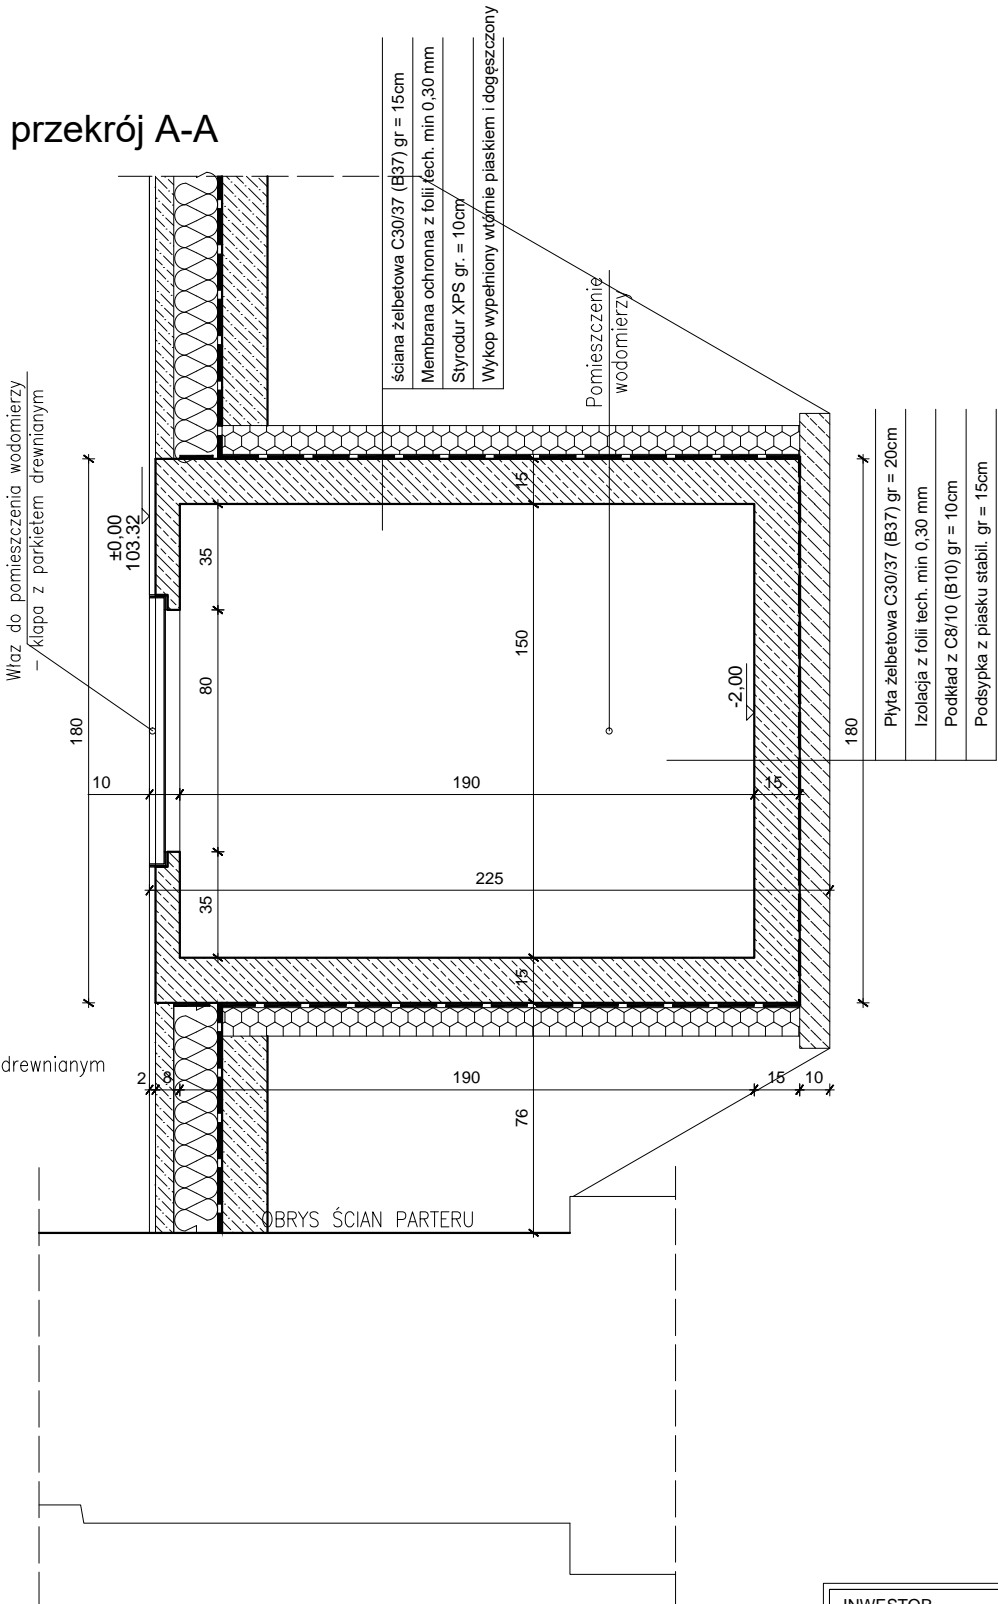 przekrój A-A
ściana żelbetowa C30/37 (B37) gr = 15cm
Membrana ochronna z folii tech. min 0,30 mm
Styrodur XPS gr. = 10cm
Wykop wypełniony wtórnie piaskiem i dogęszczony
Pomieszczenie
wodomierzy
Właz do pomieszczenia wodomierzy
- klapa z parkietem drewnianym
±0,00
103.32
15
35
150
80
-2,00
180
180
10
190
15
225
35
15
Płyta żelbetowa C30/37 (B37) gr = 20cm
Izolacja z folii tech. min 0,30 mm
Podkład z C8/10 (B10) gr = 10cm
Podsypka z piasku stabil. gr = 15cm
drewnianym
2
8
190
15
10
76
OBRYS ŚCIAN PARTERU
INWESTOR